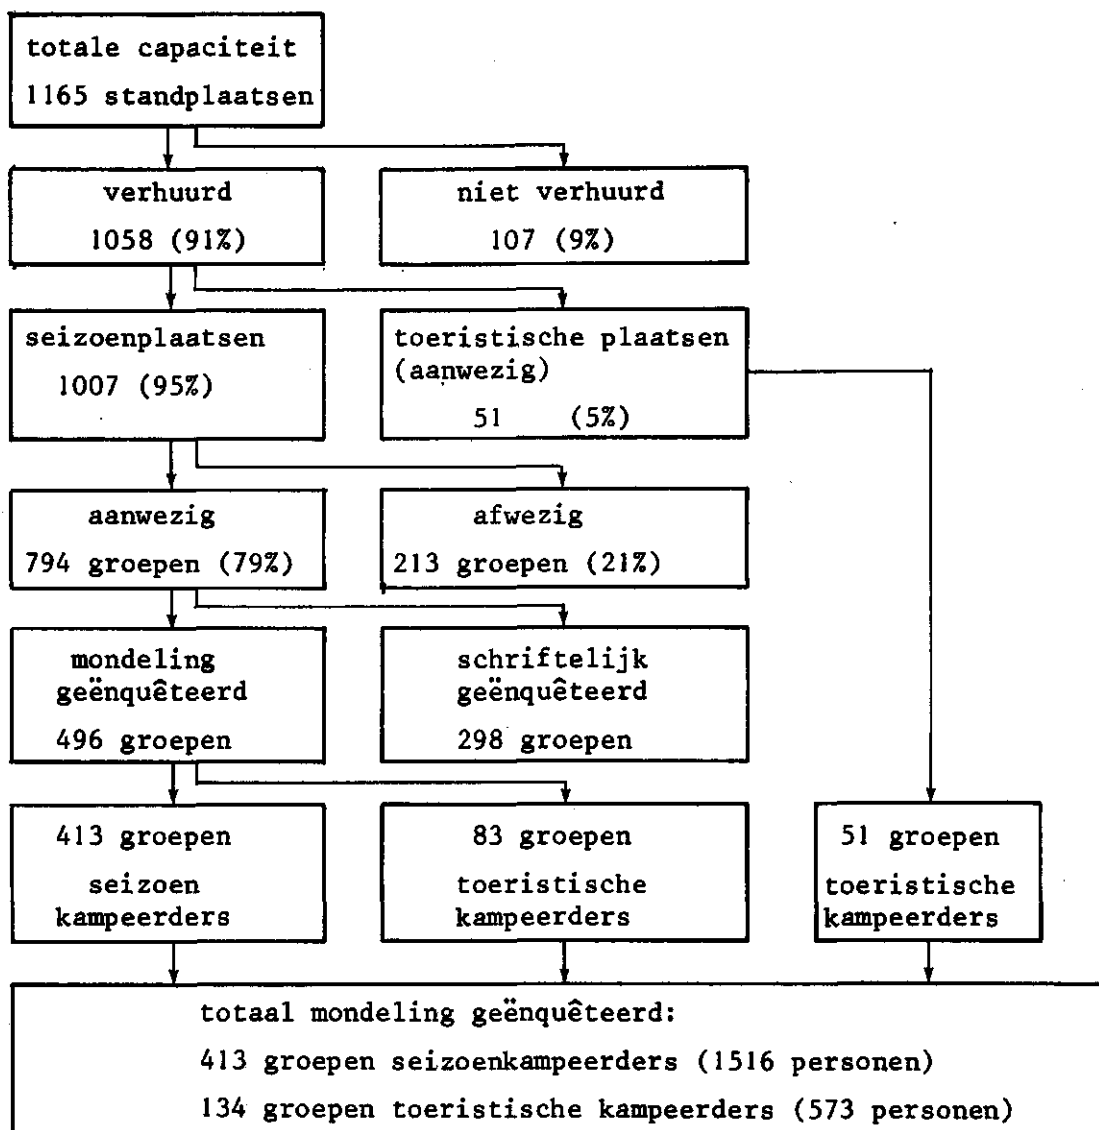 totale capaciteit
1165 standplaatsen
verhuurd
1058 (91%)
niet verhuurd
107 (9%)
seizoenplaatsen
1007 (95%)
toeristische plaatsen
(aanwezig)
51 (5%)
aanwezig
794 groepen (79%)
afwezig
213 groepen (21%)
mondeling
geënquêteerd
496 groepen
schriftelijk
geënquêteerd
298 groepen
413 groepen
seizoen
kampeerders
83 groepen
toeristische
kampeerders
51 groepen
toeristische
kampeerders
totaal mondeling geënquêteerd:
413 groepen seizoenkampeerders (1516 personen)
134 groepen toeristische kampeerders (573 personen)